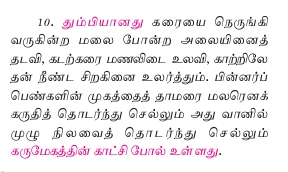 10. தும்பியானது கரையை நெருங்கி
வருகின்ற மலை போன்ற அலையினைத்
தடவி, கடற்கரை மணலிடை உலவி, காற்றிலே
தன் நீண்ட சிறகினை உலர்த்தும். பின்னர்ப்
பெண்களின் முகத்தைத் தாமரை மலரெனக்
கருதித் தொடர்ந்து செல்லும் அது வானில்
முழு நிலவைத் தொடர்ந்து செல்லும்
கருமேகத்தின் காட்சி போல் உள்ளது.